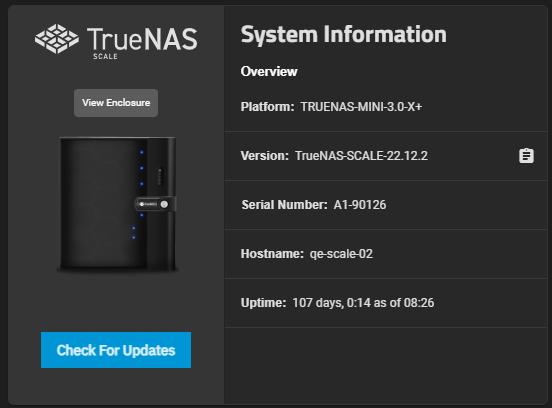 TrueNAS
SCALE
View Enclosure
Check For Updates
System Information
Overview
Platform: TRUENAS-MINI-3.0-X+
Version: TrueNAS-SCALE-22.12.2
Serial Number: A1-90126
Hostname: qe-scale-02
Uptime: 107 days, 0:14 as of 08:26